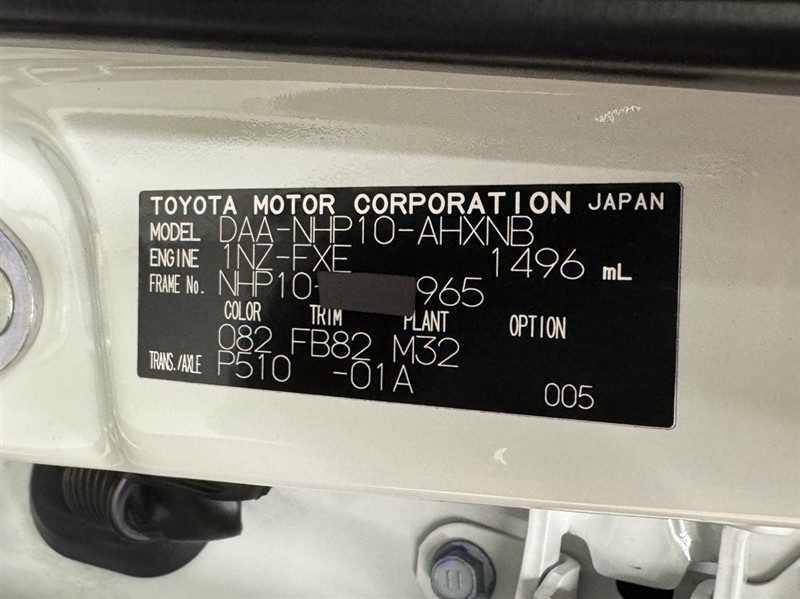 TOYOTA MOTOR CORPORATION JAPAN
MODEL DAA-NHP10-AHXNB
ENGINE 1NZ-FXE 1496 mL
FRAME No. NHP10- 965
COLOR TRIM PLANT OPTION
082 FB82 M32
TRANS./AXLE P510 -01A
005